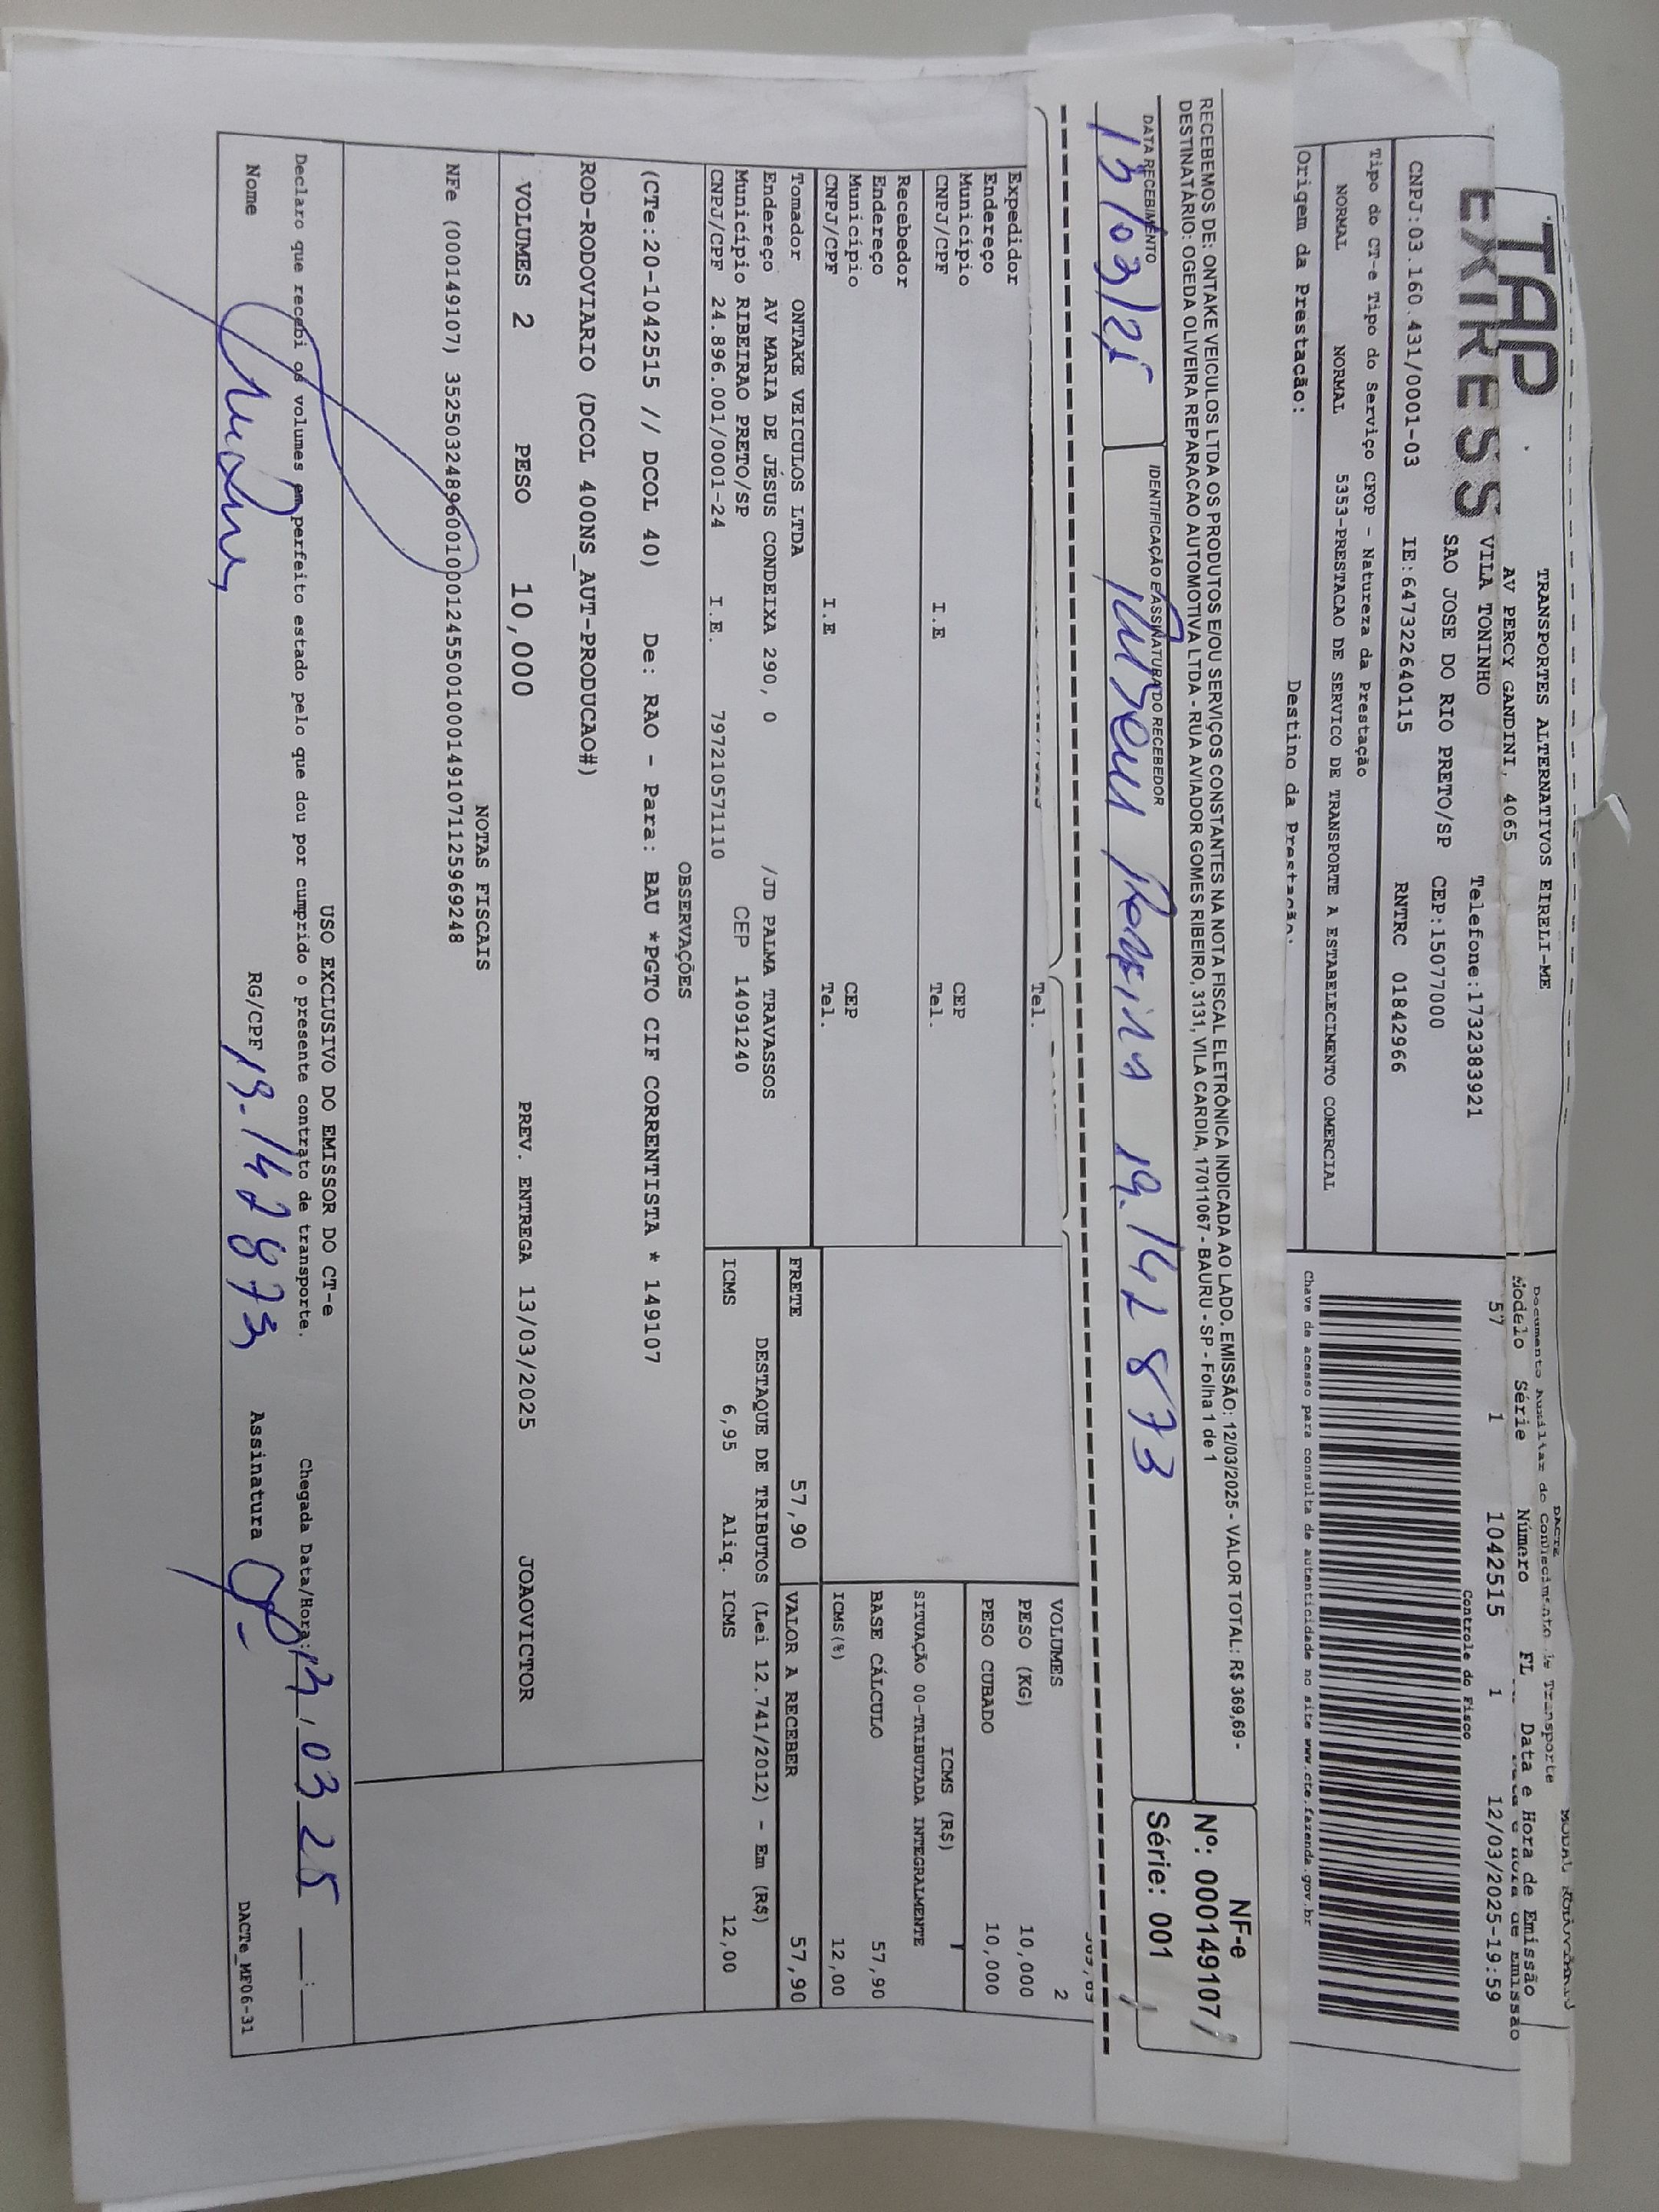 TAP
EXPRESS
TRANSPORTES ALTERNATIVOS EIRELI-ME
AV PERCY GANDINI, 4065
VILA TONINHO Telefone:1732383921
SAO JOSE DO RIO PRETO/SP CEP:15077000
CNPJ:03.160.431/0001-03 IE:647322640115 RNTRC 01842966
Tipo do CT-e Tipo do Serviço CFOP - Natureza da Prestação
NORMAL NORMAL 5353-PRESTACAO DE SERVICO DE TRANSPORTE A ESTABELECIMENTO COMERCIAL
Origem da Prestação: Destino da Prestação:
DACTE
Documento Auxiliar do Conhecimento de Transporte
MODAL RODOVIÁRIO
Modelo Série Número FL Data e Hora de Emissão
57 1 1042515 1 12/03/2025-19:59
Controle do Fisco
Chave de acesso para consulta de autenticidade no site www.cte.fazenda.gov.br
RECEBEMOS DE: ONTAKE VEICULOS LTDA OS PRODUTOS E/OU SERVIÇOS CONSTANTES NA NOTA FISCAL ELETRÔNICA INDICADA AO LADO. EMISSÃO: 12/03/2025 - VALOR TOTAL: R$ 369,69 -
DESTINATÁRIO: OGEDA OLIVEIRA REPARACAO AUTOMOTIVA LTDA - RUA AVIADOR GOMES RIBEIRO, 3131, VILA CARDIA, 17011067 - BAURU - SP - Folha 1 de 1
NF-e
Nº: 000149107
Série: 001
DATA RECEBIMENTO IDENTIFICAÇÃO E ASSINATURA DO RECEBEDOR
13/03/25 19.142873
Tel.
Expedidor
Endereço
Município CEP
CNPJ/CPF I.E Tel.
Recebedor
Endereço
Município CEP
CNPJ/CPF I.E Tel.
VOLUMES 2
PESO (KG) 10,000
PESO CUBADO 10,000
ICMS (R$)
SITUAÇÃO 00-TRIBUTADA INTEGRALMENTE
BASE CÁLCULO 57,90
ICMS(%) 12,00
Tomador ONTAKE VEICULOS LTDA
Endereço AV MARIA DE JÉSUS CONDEIXA 290, 0 /JD PALMA TRAVASSOS
Município RIBEIRAO PRETO/SP CEP 14091240
CNPJ/CPF 24.896.001/0001-24 I.E. 797210571110
FRETE 57,90 VALOR A RECEBER 57,90
DESTAQUE DE TRIBUTOS (Lei 12.741/2012) - Em (R$)
ICMS 6,95 Aliq. ICMS 12,00
OBSERVAÇÕES
(CTe:20-1042515 // DCOL 40) De: RAO - Para: BAU *PGTO CIF CORRENTISTA * 149107
ROD-RODOVIARIO (DCOL 400NS_AUT-PRODUCAO#)
VOLUMES 2 PESO 10,000 PREV. ENTREGA 13/03/2025 JOAOVICTOR
NOTAS FISCAIS
NFe (000149107) 35250324896001000124550010001491071125969248
USO EXCLUSIVO DO EMISSOR DO CT-e
Declaro que recebi os volumes em perfeito estado pelo que dou por cumprido o presente contrato de transporte. Chegada Data/Hora: 13, 03 25 __:__
Nome RG/CPF 19.142873 Assinatura
DACTe_MF06-31